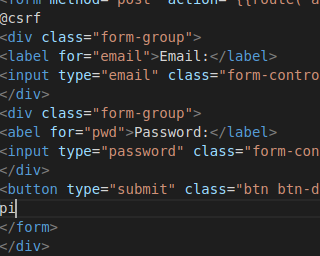 <form method="post" action="{{route(' a
@csrf
<div class="form-group">
<label for="email">Email:</label>
<input type="email" class="form-contro
</div>
<div class="form-group">
<abel for="pwd">Password:</label>
<input type="password" class="form-con
</div>
<button type="submit" class="btn btn-d
pi
</form>
</div>